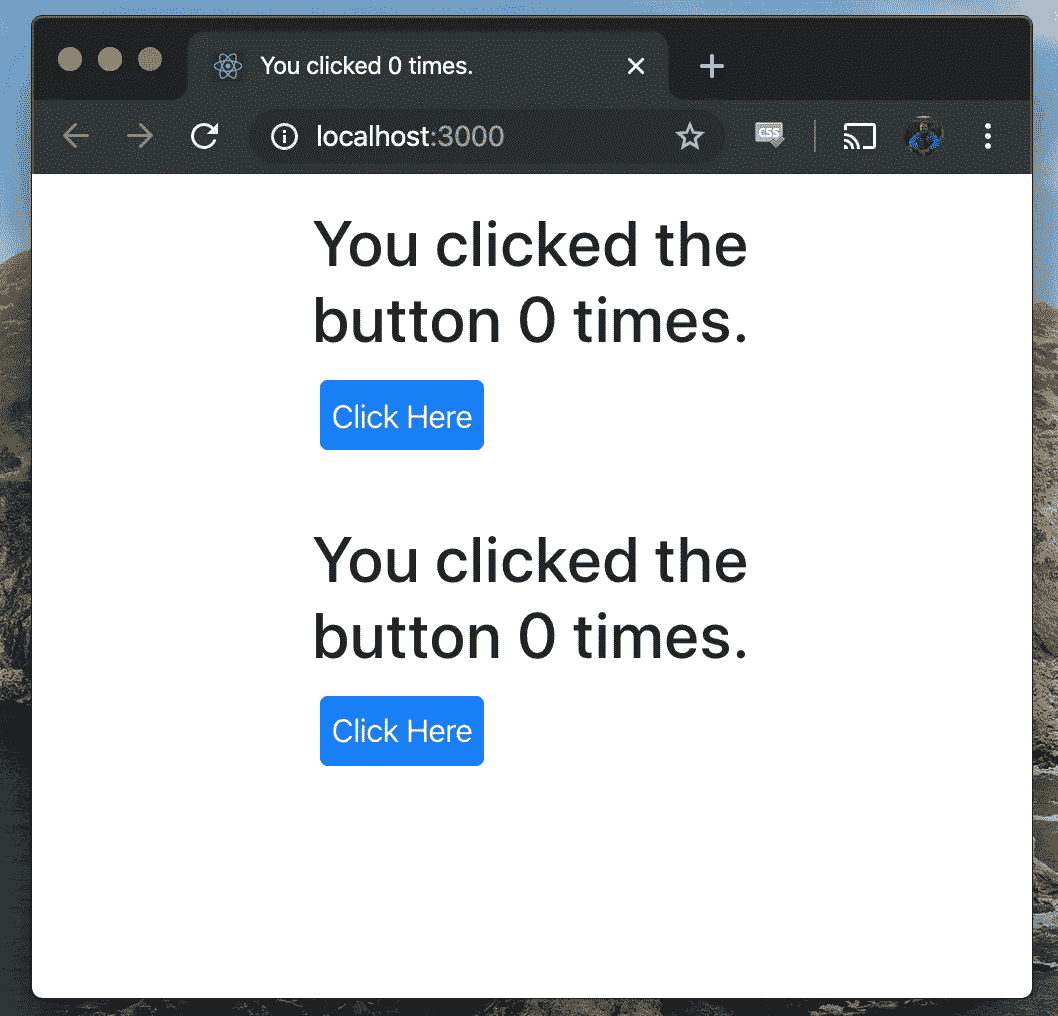 You clicked 0 times.
localhost:3000
CSS
You clicked the
button 0 times.
Click Here
You clicked the
button 0 times.
Click Here